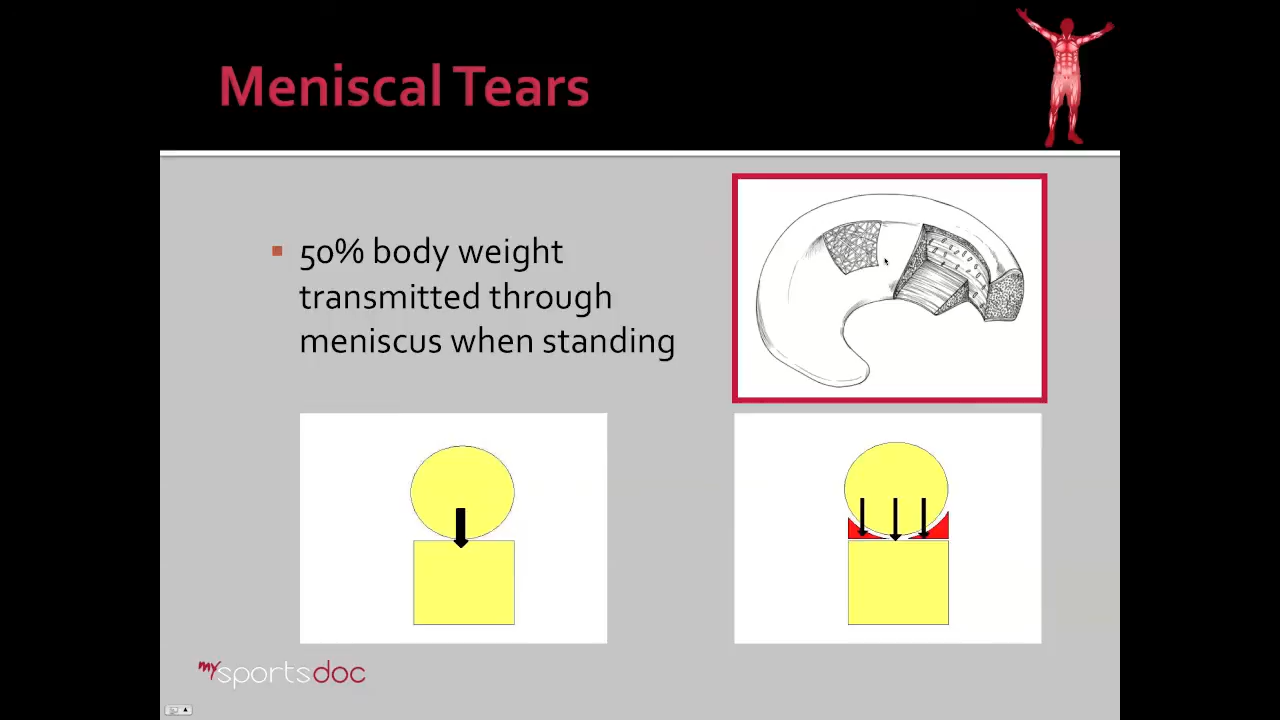 Meniscal Tears
50% body weight
transmitted through
meniscus when standing
mysportsdoc